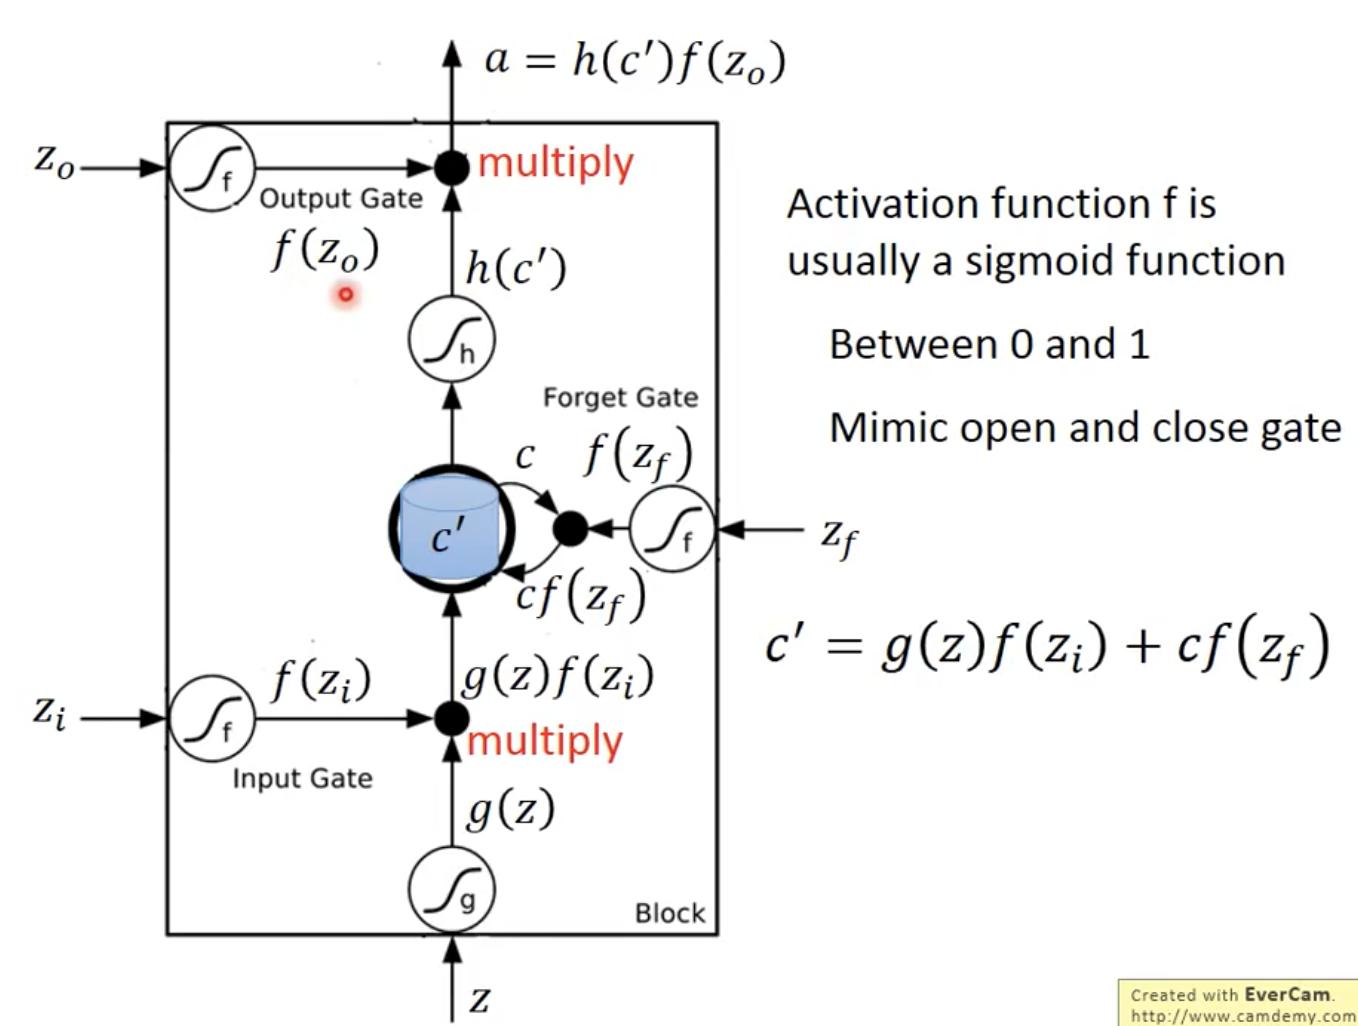 a = h(c′)f(z_o)
z_o
f
multiply
Output Gate
f(z_o)
h(c′)
h
Activation function f is
usually a sigmoid function
Between 0 and 1
Mimic open and close gate
Forget Gate
c
f(z_f)
c′
f
z_f
cf(z_f)
c′ = g(z)f(z_i) + cf(z_f)
f(z_i)
g(z)f(z_i)
z_i
f
multiply
Input Gate
g(z)
g
Block
z
Created with EverCam.
http://www.camdemy.com